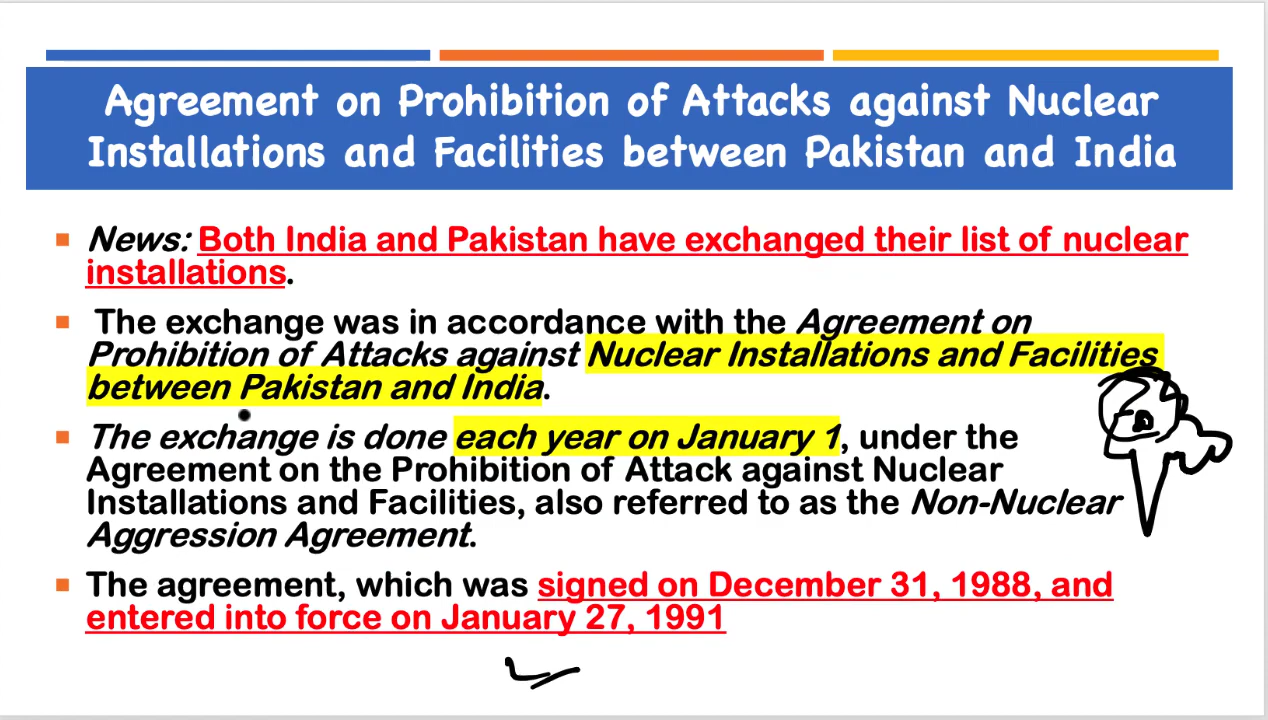 Agreement on Prohibition of Attacks against Nuclear
Installations and Facilities between Pakistan and India
News: Both India and Pakistan have exchanged their list of nuclear
installations.
The exchange was in accordance with the Agreement on
Prohibition of Attacks against Nuclear Installations and Facilities
between Pakistan and India.
The exchange is done each year on January 1, under the
Agreement on the Prohibition of Attack against Nuclear
Installations and Facilities, also referred to as the Non-Nuclear
Aggression Agreement.
The agreement, which was signed on December 31, 1988, and
entered into force on January 27, 1991